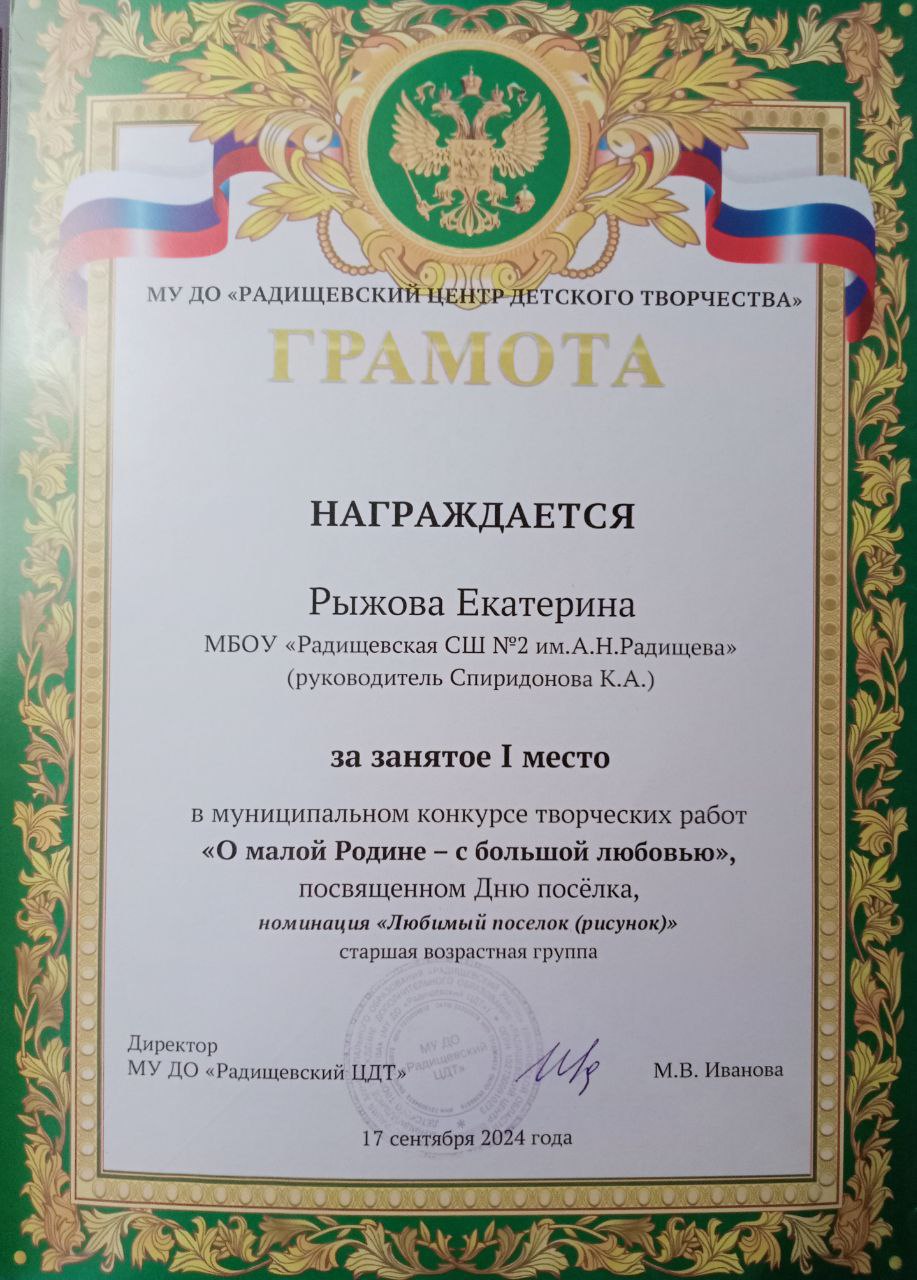 МУ ДО «РАДИЩЕВСКИЙ ЦЕНТР ДЕТСКОГО ТВОРЧЕСТВА»
ГРАМОТА
НАГРАЖДАЕТСЯ
Рыжова Екатерина
МБОУ «Радищевская СШ №2 им.А.Н.Радищева»
(руководитель Спиридонова К.А.)
за занятое I место
в муниципальном конкурсе творческих работ
«О малой Родине – с большой любовью»,
посвященном Дню посёлка,
номинация «Любимый поселок (рисунок)»
старшая возрастная группа
Директор
МУ ДО «Радищевский ЦДТ»
М.В. Иванова
МУ ДО
«Радищевский
ЦДТ»
17 сентября 2024 года